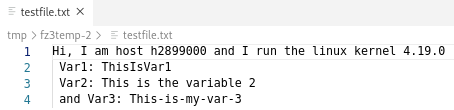 testfile.txt ×
tmp > fz3temp-2 > testfile.txt
1 Hi, I am host h2899000 and I run the linux kernel 4.19.0
2 Var1: ThisIsVar1
3 Var2: This is the variable 2
4 and Var3: This-is-my-var-3